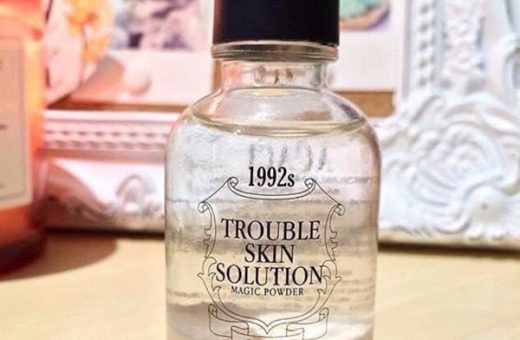 1992s
TROUBLE
SKIN
SOLUTION
MAGIC POWDER